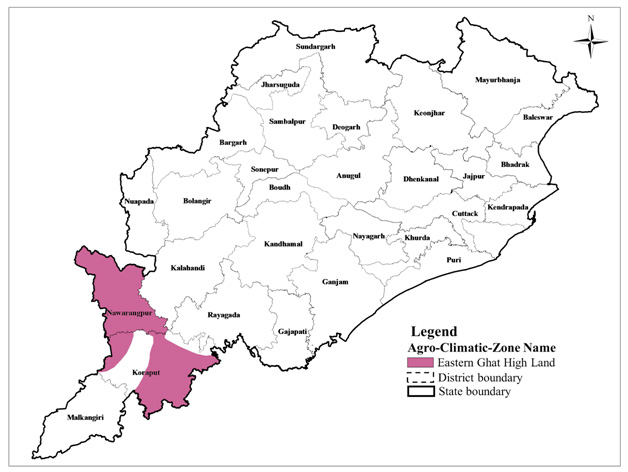 N
Sundargarh
Mayurbhanja
Jharsuguda
Keonjhar
Baleswar
Sambalpur
Deogarh
Bargarh
Bhadrak
Sonepur
Anugul
Dhenkanal
Jajpur
Boudh
Nuapada
Bolangir
Kendrapada
Cuttack
Nayagarh
Khurda
Kandhamal
Puri
Kalahandi
Ganjam
Nawarangpur
Rayagada
Gajapati
Koraput
Malkangiri
Legend
Agro-Climatic-Zone Name
Eastern Ghat High Land
District boundary
State boundary